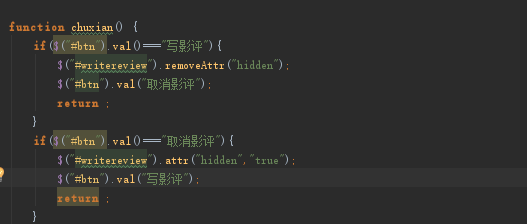 function chuxian() {
if($("#btn").val()==="写影评"){
$("#writereview").removeAttr("hidden");
$("#btn").val("取消影评");
return ;
}
if($("#btn").val()==="取消影评"){
$("#writereview").attr("hidden","true");
$("#btn").val("写影评");
return ;
}